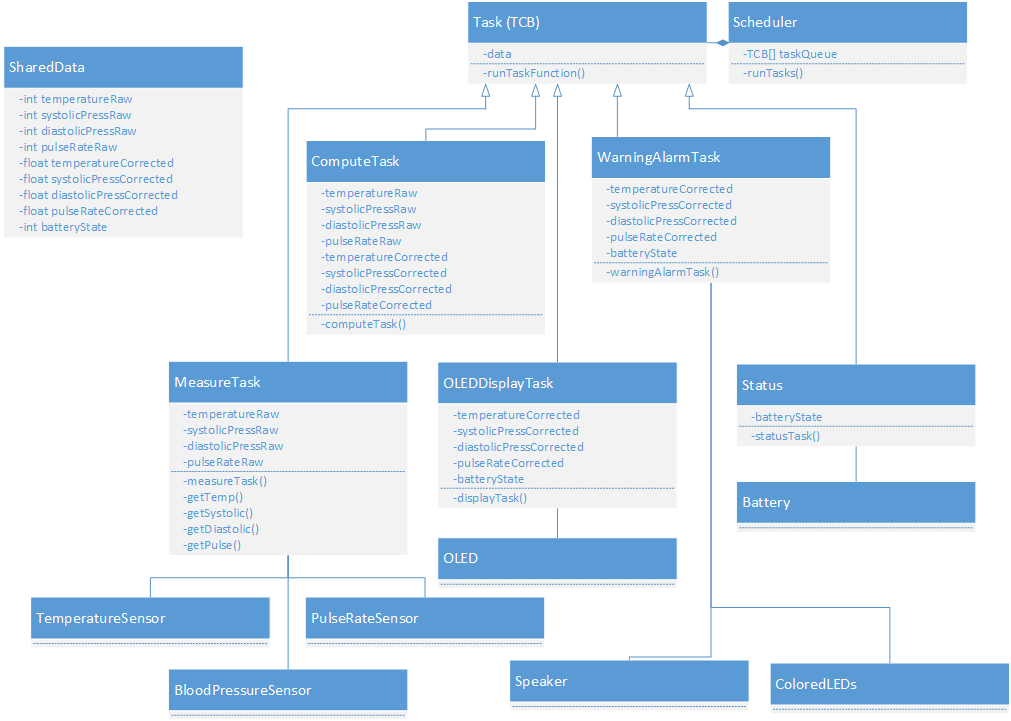 Task (TCB)
-data
-runTaskFunction()
Scheduler
-TCB[] taskQueue
-runTasks()
SharedData
-int temperatureRaw
-int systolicPressRaw
-int diastolicPressRaw
-int pulseRateRaw
-float temperatureCorrected
-float systolicPressCorrected
-float diastolicPressCorrected
-float pulseRateCorrected
-int batteryState
ComputeTask
-temperatureRaw
-systolicPressRaw
-diastolicPressRaw
-pulseRateRaw
-temperatureCorrected
-systolicPressCorrected
-diastolicPressCorrected
-pulseRateCorrected
-computeTask()
WarningAlarmTask
-temperatureCorrected
-systolicPressCorrected
-diastolicPressCorrected
-pulseRateCorrected
-batteryState
-warningAlarmTask()
MeasureTask
-temperatureRaw
-systolicPressRaw
-diastolicPressRaw
-pulseRateRaw
-measureTask()
-getTemp()
-getSystolic()
-getDiastolic()
-getPulse()
OLEDDisplayTask
-temperatureCorrected
-systolicPressCorrected
-diastolicPressCorrected
-pulseRateCorrected
-batteryState
-displayTask()
Status
-batteryState
-statusTask()
Battery
OLED
TemperatureSensor
PulseRateSensor
BloodPressureSensor
Speaker
ColoredLEDs